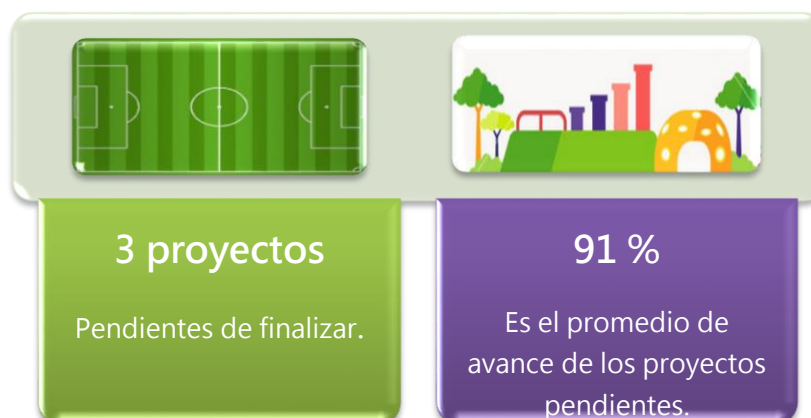 3 proyectos
Pendientes de finalizar.
91 %
Es el promedio de
avance de los proyectos
pendientes.